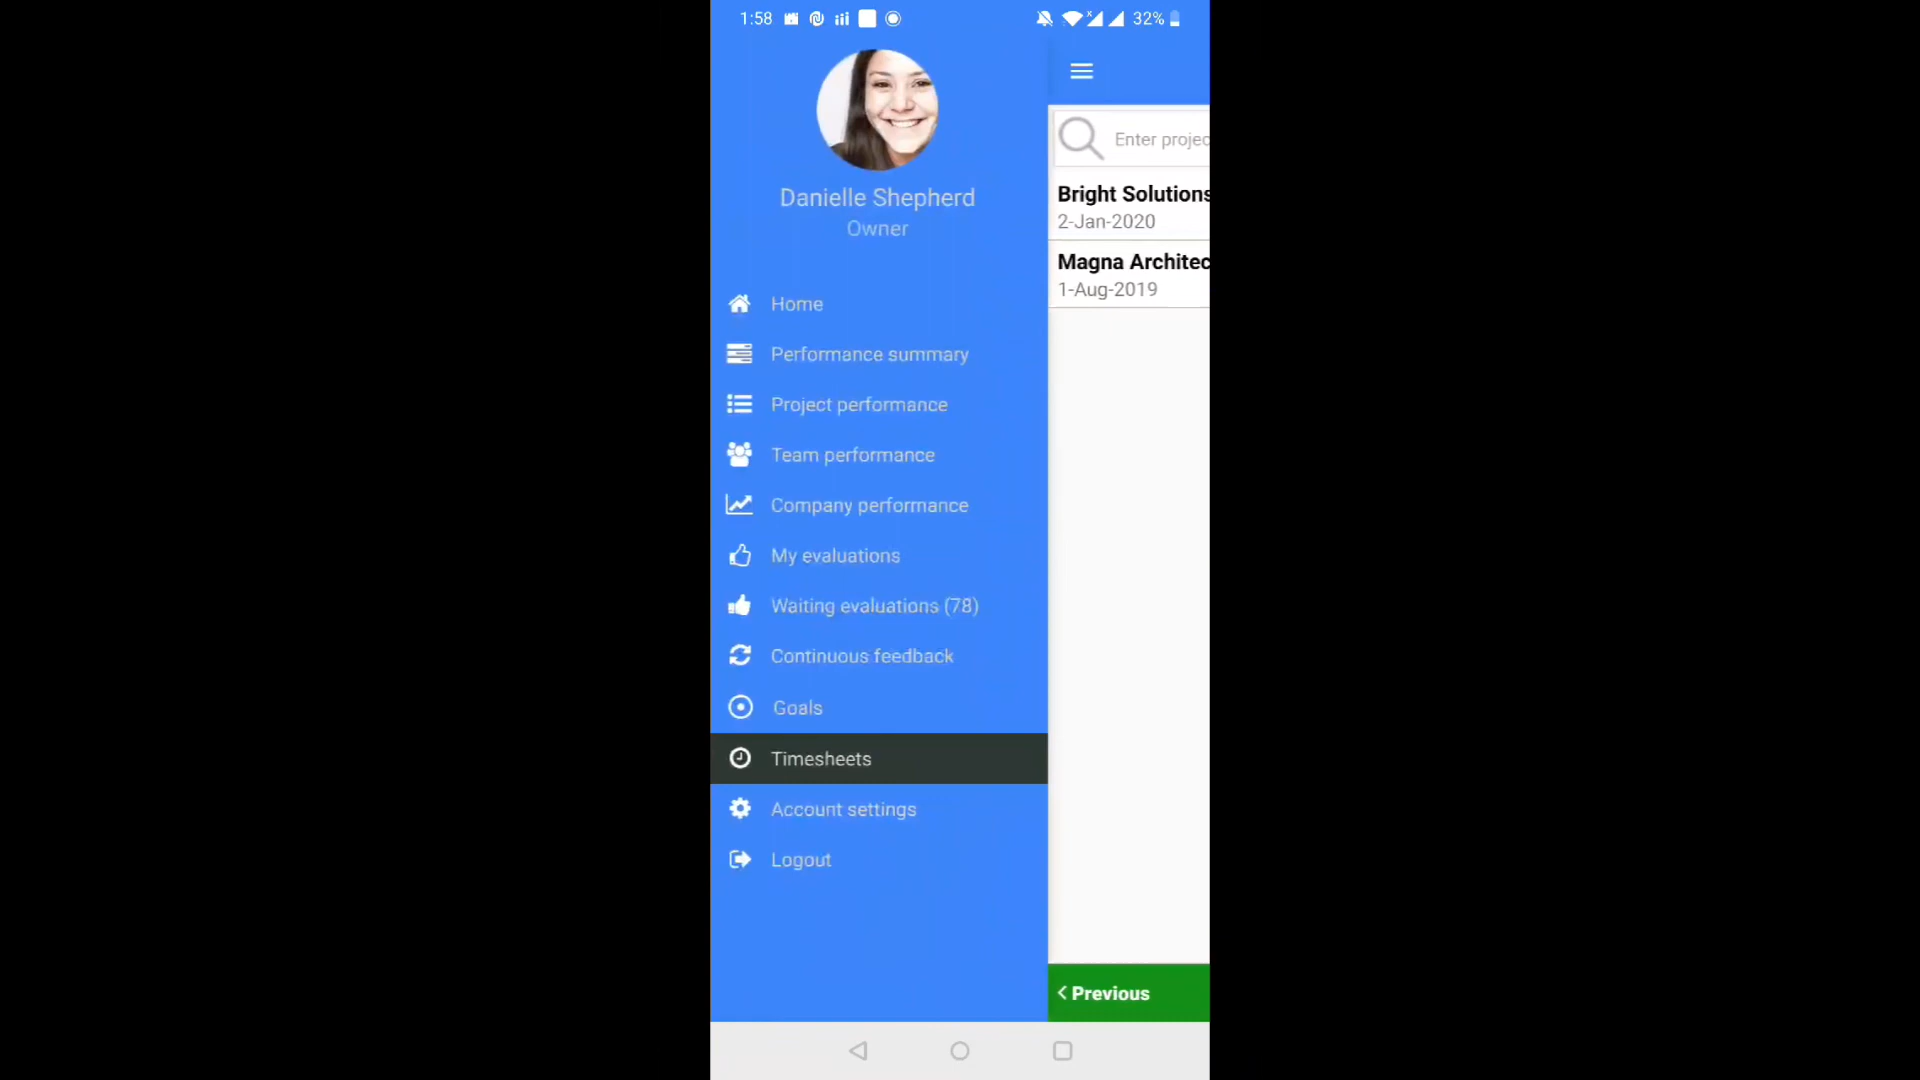 1:58
32%
Danielle Shepherd
Owner
Home
Performance summary
Project performance
Team performance
Company performance
My evaluations
Waiting evaluations (78)
Continuous feedback
Goals
Timesheets
Account settings
Logout
Enter projec
Bright Solutions
2-Jan-2020
Magna Architec
1-Aug-2019
Previous